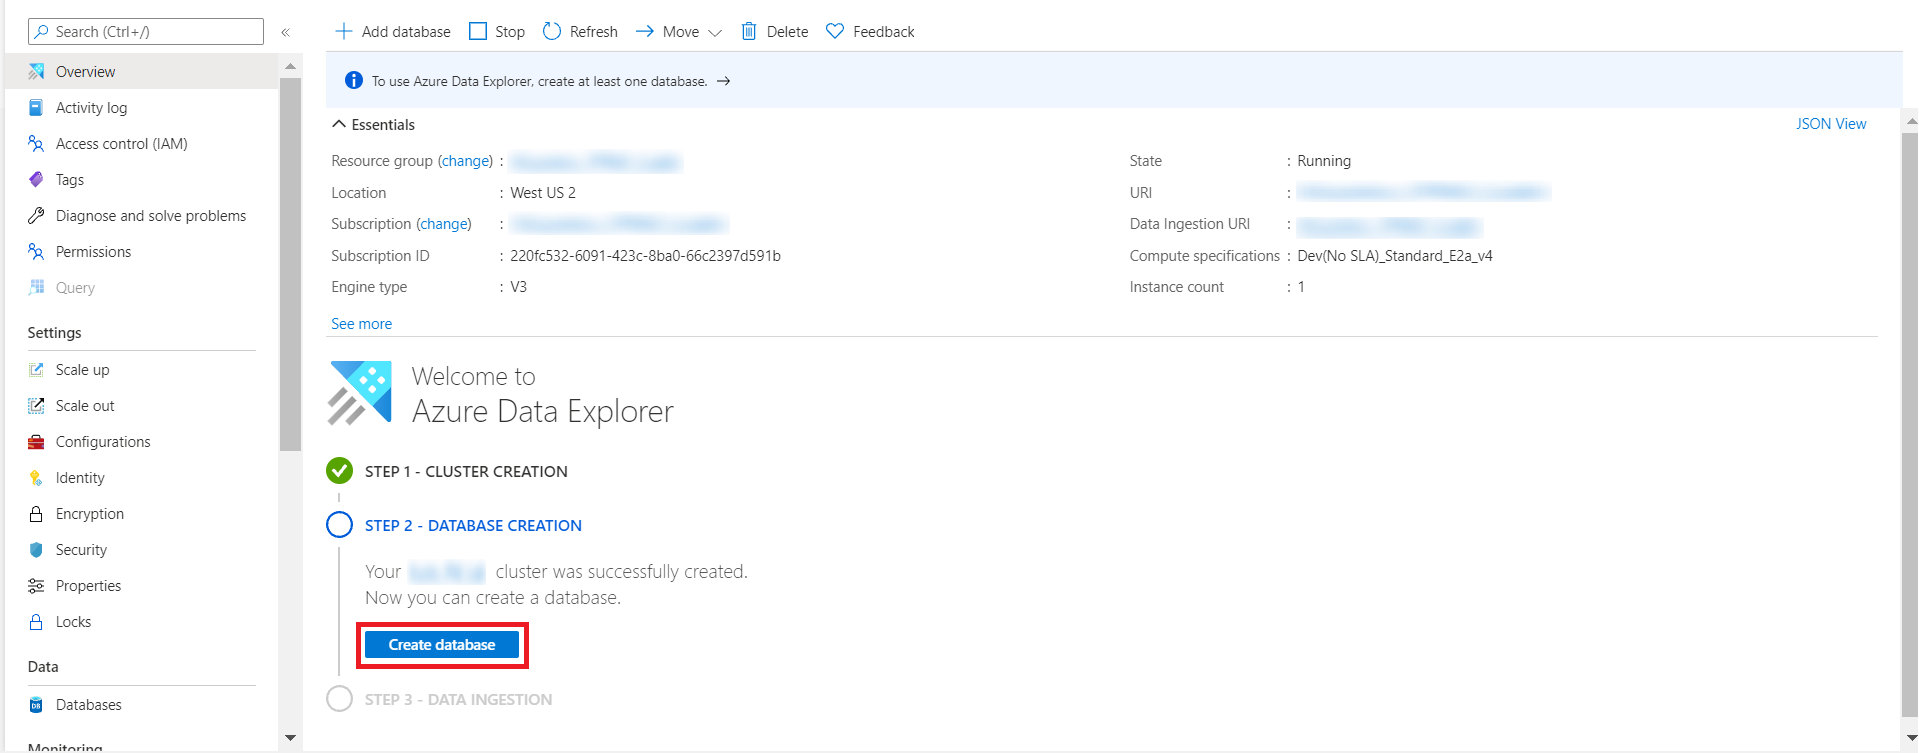 Search (Ctrl+/)
«
Overview
Activity log
Access control (IAM)
Tags
Diagnose and solve problems
Permissions
Query
Settings
Scale up
Scale out
Configurations
Identity
Encryption
Security
Properties
Locks
Data
Databases
Monitoring
Add database Stop Refresh Move Delete Feedback
To use Azure Data Explorer, create at least one database. →
Essentials JSON View
Resource group (change) :
Location : West US 2
Subscription (change) :
Subscription ID : 220fc532-6091-423c-8ba0-66c2397d591b
Engine type : V3
See more
State : Running
URI :
Data Ingestion URI :
Compute specifications : Dev(No SLA)_Standard_E2a_v4
Instance count : 1
Welcome to
Azure Data Explorer
STEP 1 - CLUSTER CREATION
STEP 2 - DATABASE CREATION
Your cluster was successfully created.
Now you can create a database.
Create database
STEP 3 - DATA INGESTION